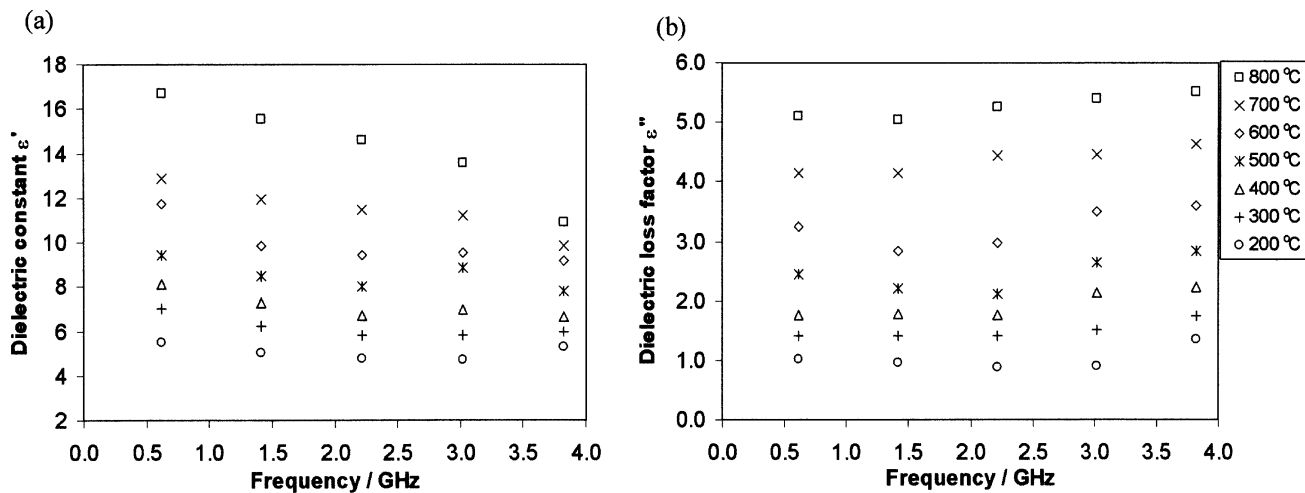 (a)
18
16
14
12
10
8
6
4
2
0.0 0.5 1.0 1.5 2.0 2.5 3.0 3.5 4.0
Frequency / GHz
Dielectric constant ε'
(b)
6.0
5.0
4.0
3.0
2.0
1.0
0.0
0.0 0.5 1.0 1.5 2.0 2.5 3.0 3.5 4.0
Frequency / GHz
Dielectric loss factor ε"
800 °C
700 °C
600 °C
500 °C
400 °C
300 °C
200 °C